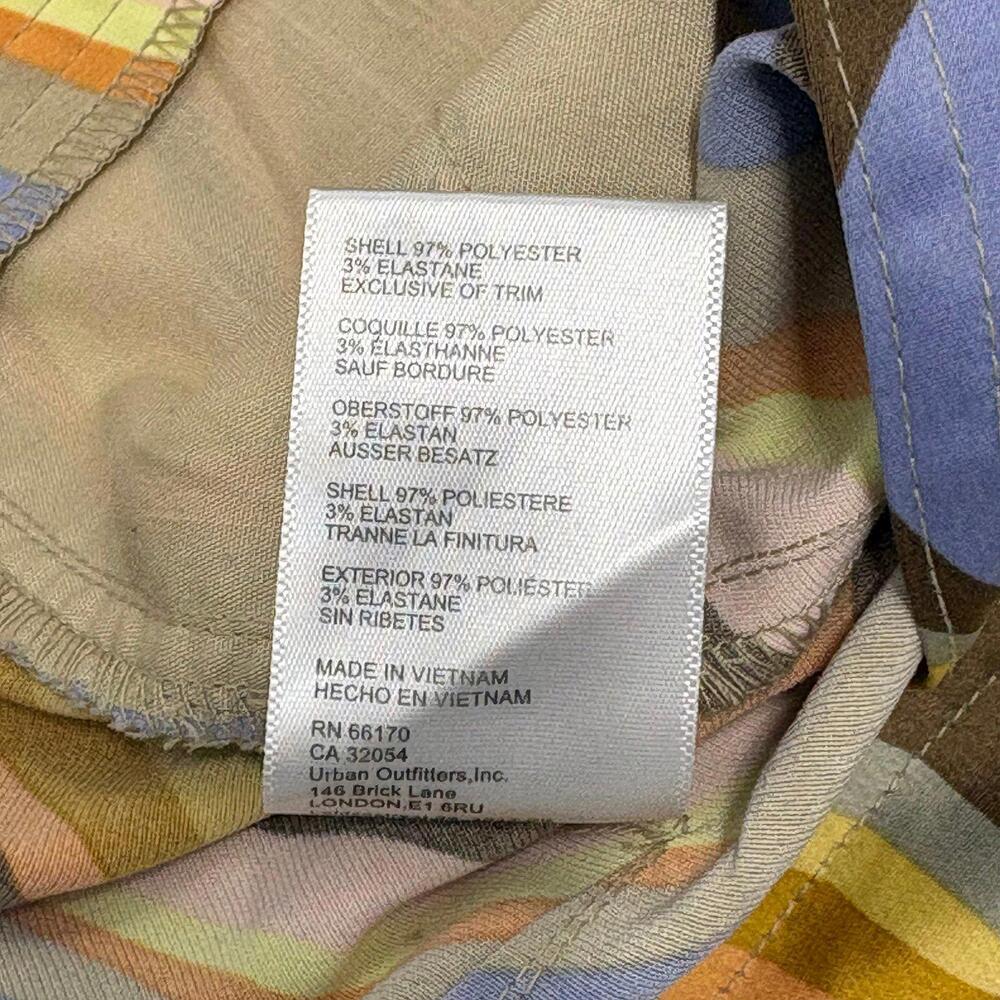 SHELL 97% POLYESTER
3% ELASTANE
EXCLUSIVE OF TRIM
COQUILLE 97% POLYESTER
3% ÉLASTHANNE
SAUF BORDURE
OBERSTOFF 97% POLYESTER
3% ELASTAN
AUSSER BESATZ
SHELL 97% POLIESTERE
3% ELASTAN
TRANNE LA FINITURA
EXTERIOR 97% POLIÉSTER
3% ELASTANE
SIN RIBETES
MADE IN VIETNAM
HECHO EN VIETNAM
RN 66170
CA 32054
Urban Outfitters,Inc.
146 Brick Lane
LONDON,E1 6RU